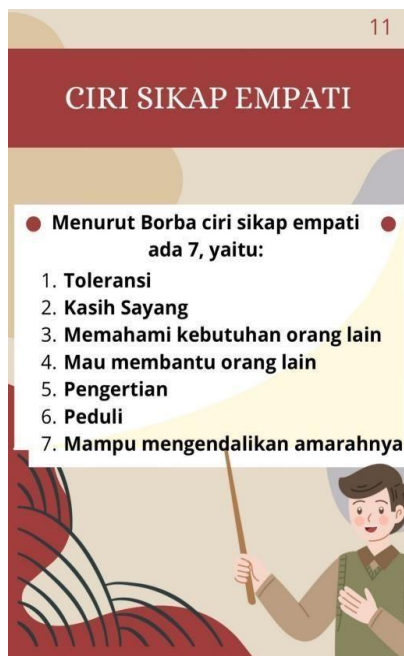 11
CIRI SIKAP EMPATI
Menurut Borba ciri sikap empati
ada 7, yaitu:
1. Toleransi
2. Kasih Sayang
3. Memahami kebutuhan orang lain
4. Mau membantu orang lain
5. Pengertian
6. Peduli
7. Mampu mengendalikan amarahnya